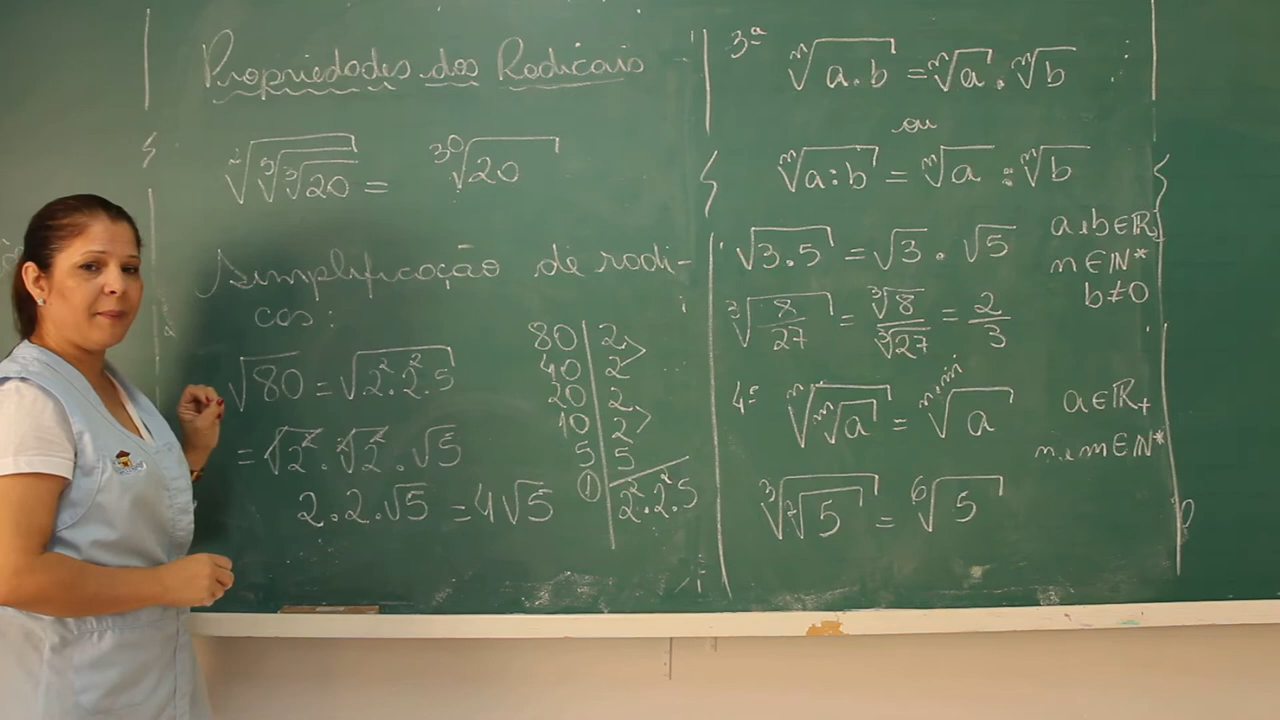 Propriedades dos Radicais
²√³√³√20 = ³⁰√20
Simplificação de radi-
cas:
√80 = √2².2².5
= √2² . √2² . √5
2.2.√5 = 4√5
80 | 2
40 | 2
20 | 2
10 | 2
5 | 5
1 | 2².2².5
3ª ⁿ√a.b = ⁿ√a . ⁿ√b
ou
ⁿ√a:b = ⁿ√a : ⁿ√b
a,b∈ℝ
n∈ℕ*
b≠0
√3.5 = √3 . √5
³√8/27 = ³√8/³√27 = 2/3
4ª ⁿ√ᵐ√a = ⁿ·ᵐ√a
a∈ℝ₊
n,m∈ℕ*
³√²√5 = ⁶√5